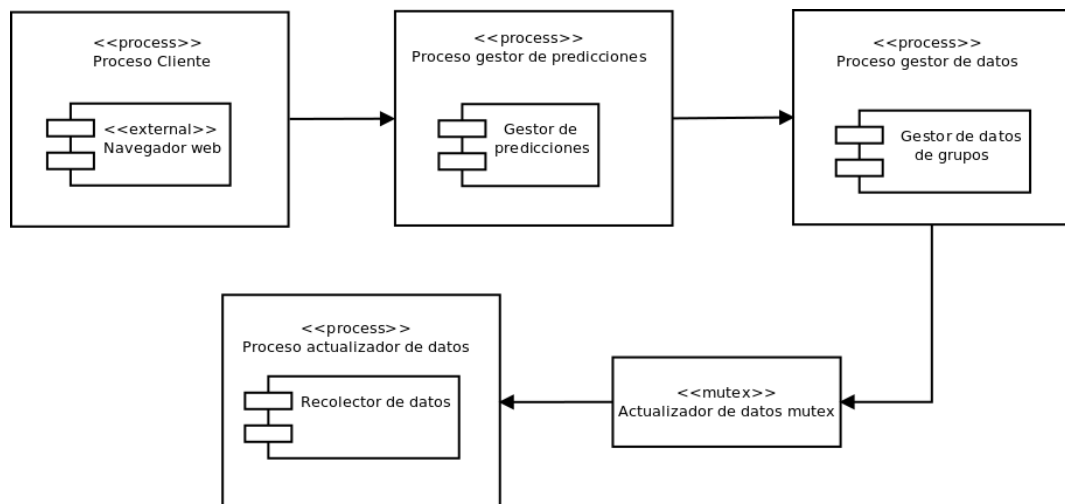 <<process>>
Proceso Cliente
<<external>>
Navegador web
<<process>>
Proceso gestor de predicciones
Gestor de
predicciones
<<process>>
Proceso gestor de datos
Gestor de datos
de grupos
<<process>>
Proceso actualizador de datos
Recolector de datos
<<mutex>>
Actualizador de datos mutex